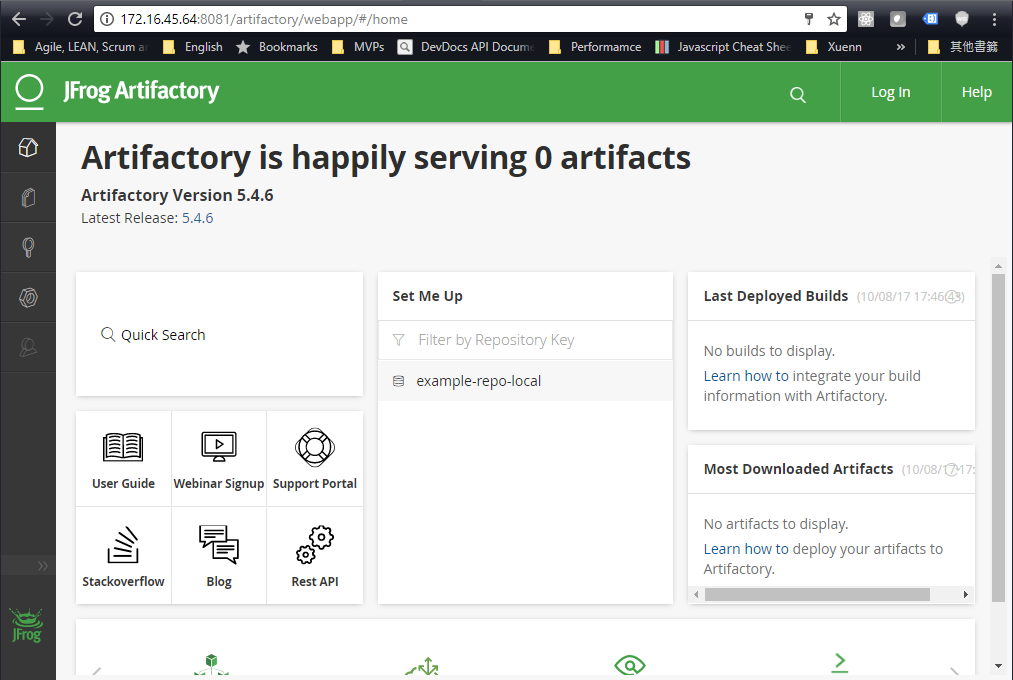 172.16.45.64:8081/artifactory/webapp/#/home
Agile, LEAN, Scrum a
English
Bookmarks
MVPs
DevDocs API Docume
Performamce
Javascript Cheat Shee
Xuenn
»
其他書籤
JFrog Artifactory
Log In
Help
Artifactory is happily serving 0 artifacts
Artifactory Version 5.4.6
Latest Release: 5.4.6
Quick Search
User Guide
Webinar Signup
Support Portal
Stackoverflow
Blog
Rest API
Set Me Up
Filter by Repository Key
example-repo-local
Last Deployed Builds (10/08/17 17:46:43)
No builds to display.
Learn how to integrate your build
information with Artifactory.
Most Downloaded Artifacts (10/08/17 17:
No artifacts to display.
Learn how to deploy your artifacts to
Artifactory.
JFrog